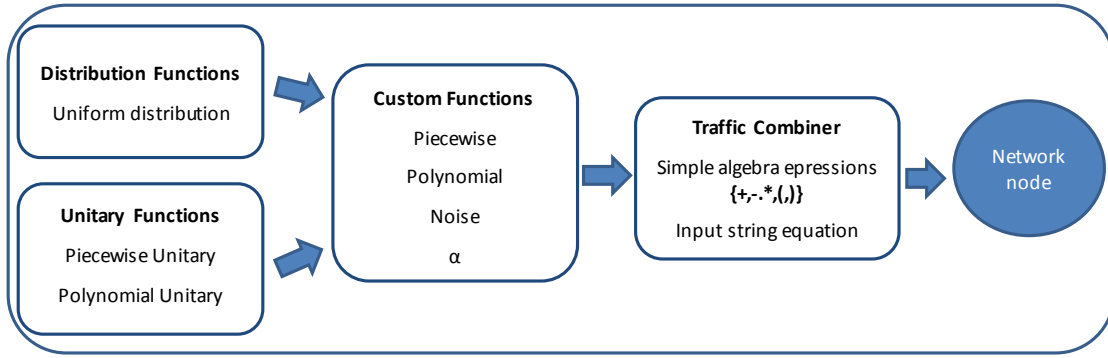 Distribution Functions
Uniform distribution
Unitary Functions
Piecewise Unitary
Polynomial Unitary
Custom Functions
Piecewise
Polynomial
Noise
α
Traffic Combiner
Simple algebra epressions
{+,-.*,(,)}
Input string equation
Network
node